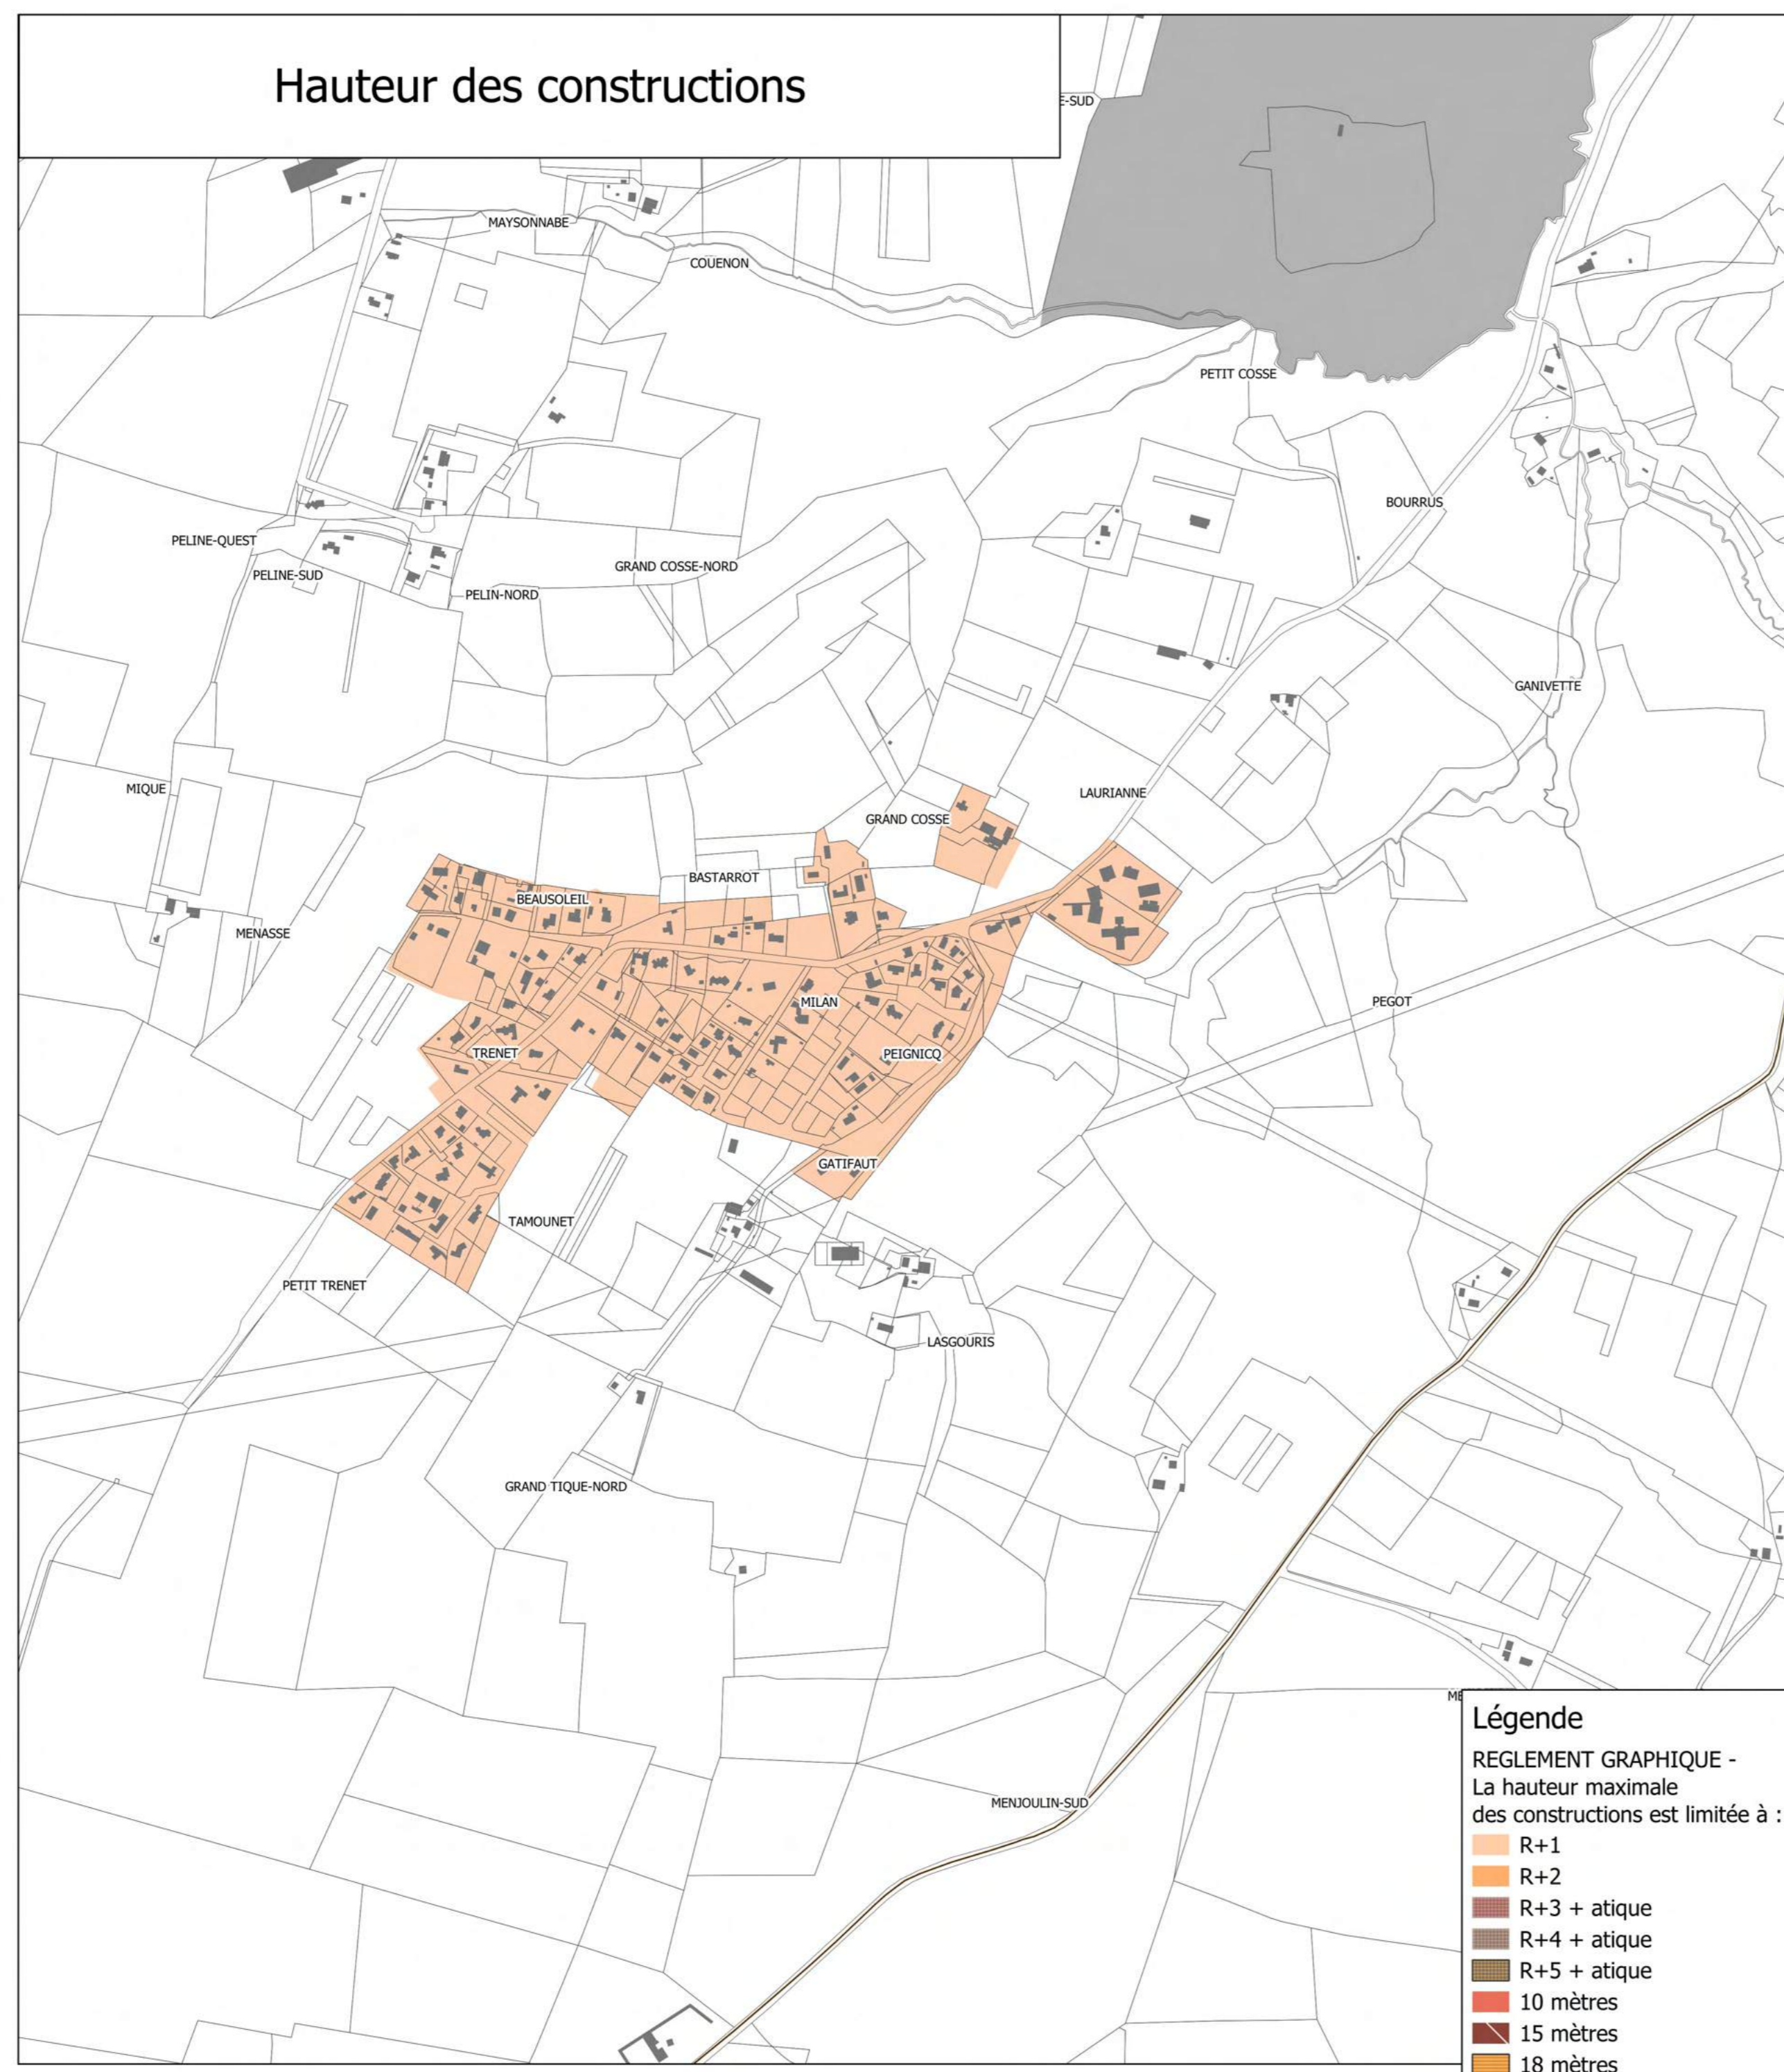 Hauteur des constructions
E-SUD
MAYSONNABE
COUENON
PETIT COSSE
BOURRUS
PELINE-QUEST
GRAND COSSE-NORD
PELINE-SUD
PELIN-NORD
GANIVETTE
MIQUE
LAURIANNE
GRAND COSSE
BASTARROT
BEAUSOLEIL
MENASSE
MILAN
PEGOT
TRENET
PEIGNICQ
GATIFAUT
TAMOUNET
PETIT TRENET
LASGOURIS
GRAND TIQUE-NORD
ME
MENJOULIN-SUD
Légende
REGLEMENT GRAPHIQUE -
La hauteur maximale
des constructions est limitée à :
R+1
R+2
R+3 + atique
R+4 + atique
R+5 + atique
10 mètres
15 mètres
18 mètres